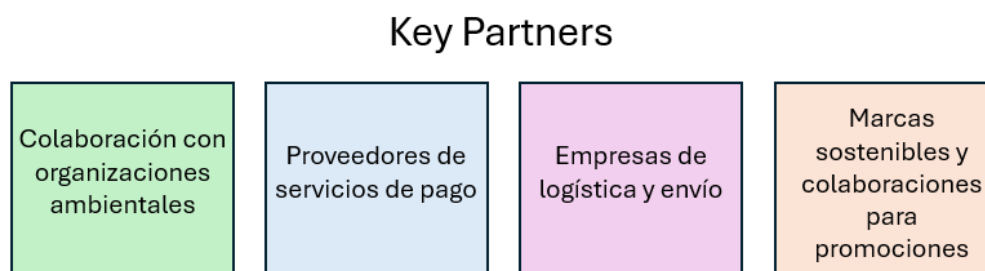 Key Partners
Colaboración con
organizaciones
ambientales
Proveedores de
servicios de pago
Empresas de
logística y envío
Marcas
sostenibles y
colaboraciones
para
promociones